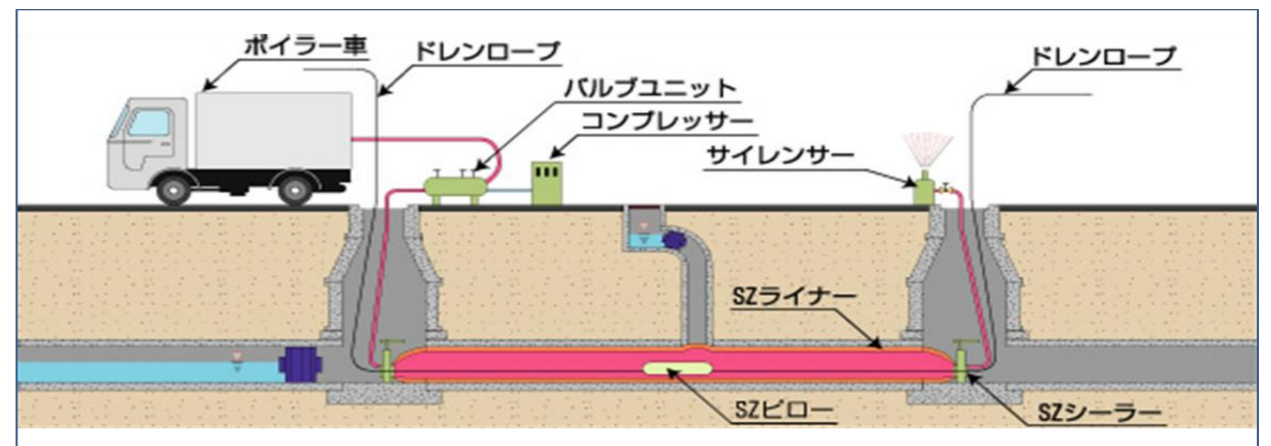 ボイラー車
ドレンロープ
ドレンロープ
バルブユニット
コンプレッサー
サイレンサー
SZライナー
SZピロー
SZシーラー